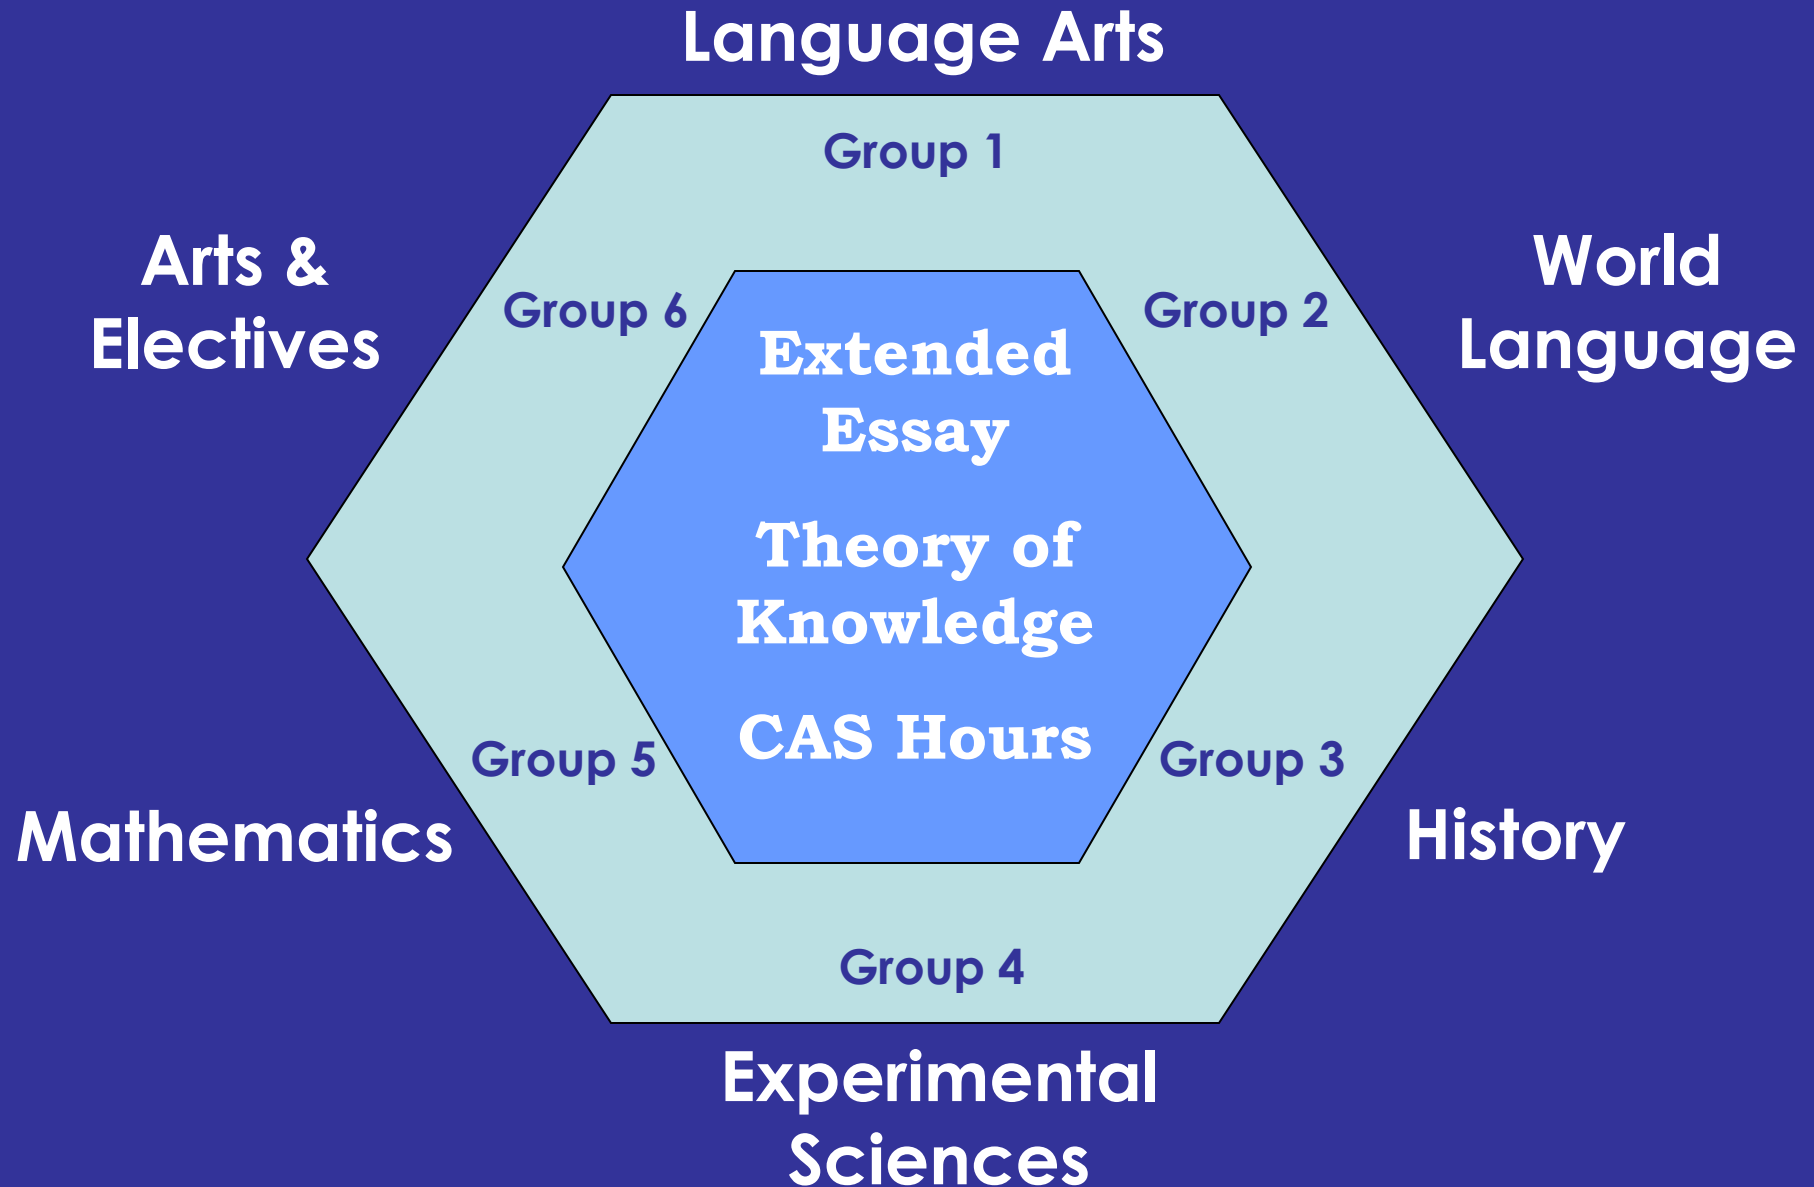 Language Arts
Group 1
Arts &
Electives
Group 6
Group 2
World
Language
Extended
Essay
Theory of
Knowledge
CAS Hours
Group 5
Group 3
Mathematics
History
Group 4
Experimental
Sciences